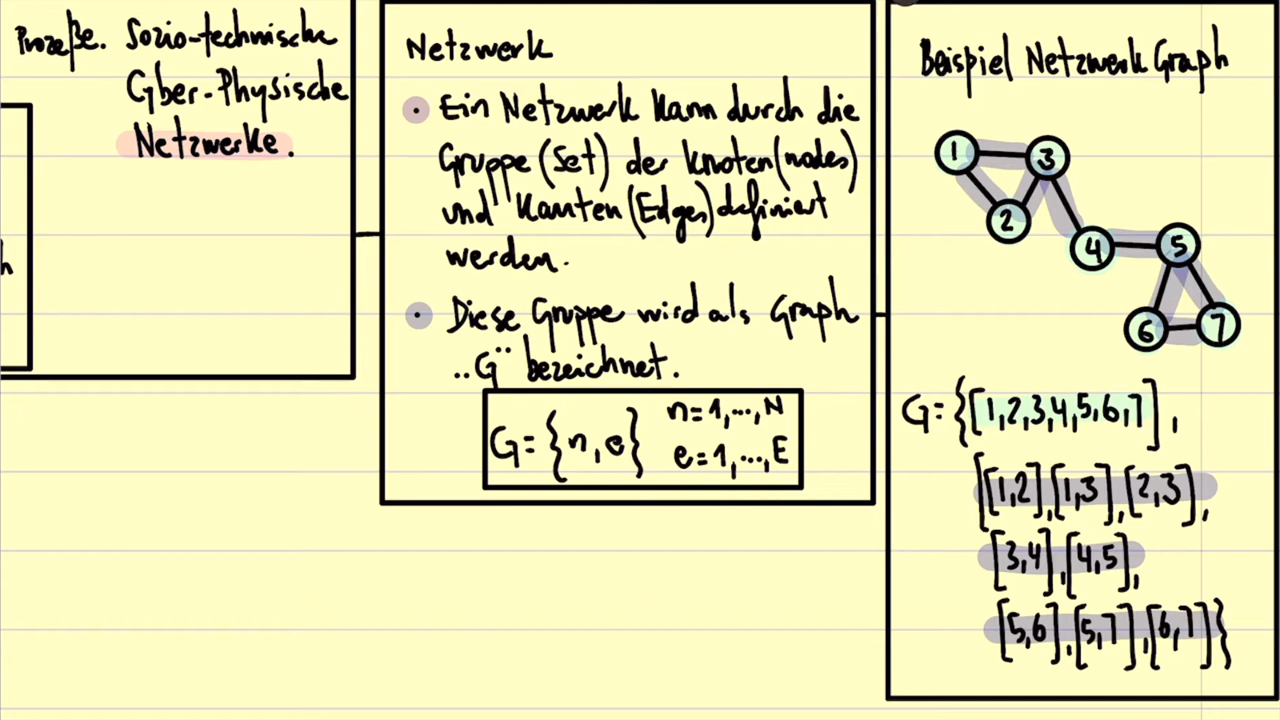 Prozeße. Sozio-technische
Cyber-Physische
Netzwerke.
h
Netzwerk
• Ein Netzwerk kann durch die
Gruppe (Set) der Knoten (nodes)
und Kanten (Edges) definiert
werden.
• Diese Gruppe wird als Graph
„G" bezeichnet.
G = {n, e} n = 1, ..., N
e = 1, ..., E
Beispiel Netzwerk Graph
1 3
2
4 5
6 7
G = {[1,2,3,4,5,6,7],
[[1,2],[1,3],[2,3],
[3,4],[4,5],
[5,6],[5,7],[6,7]}